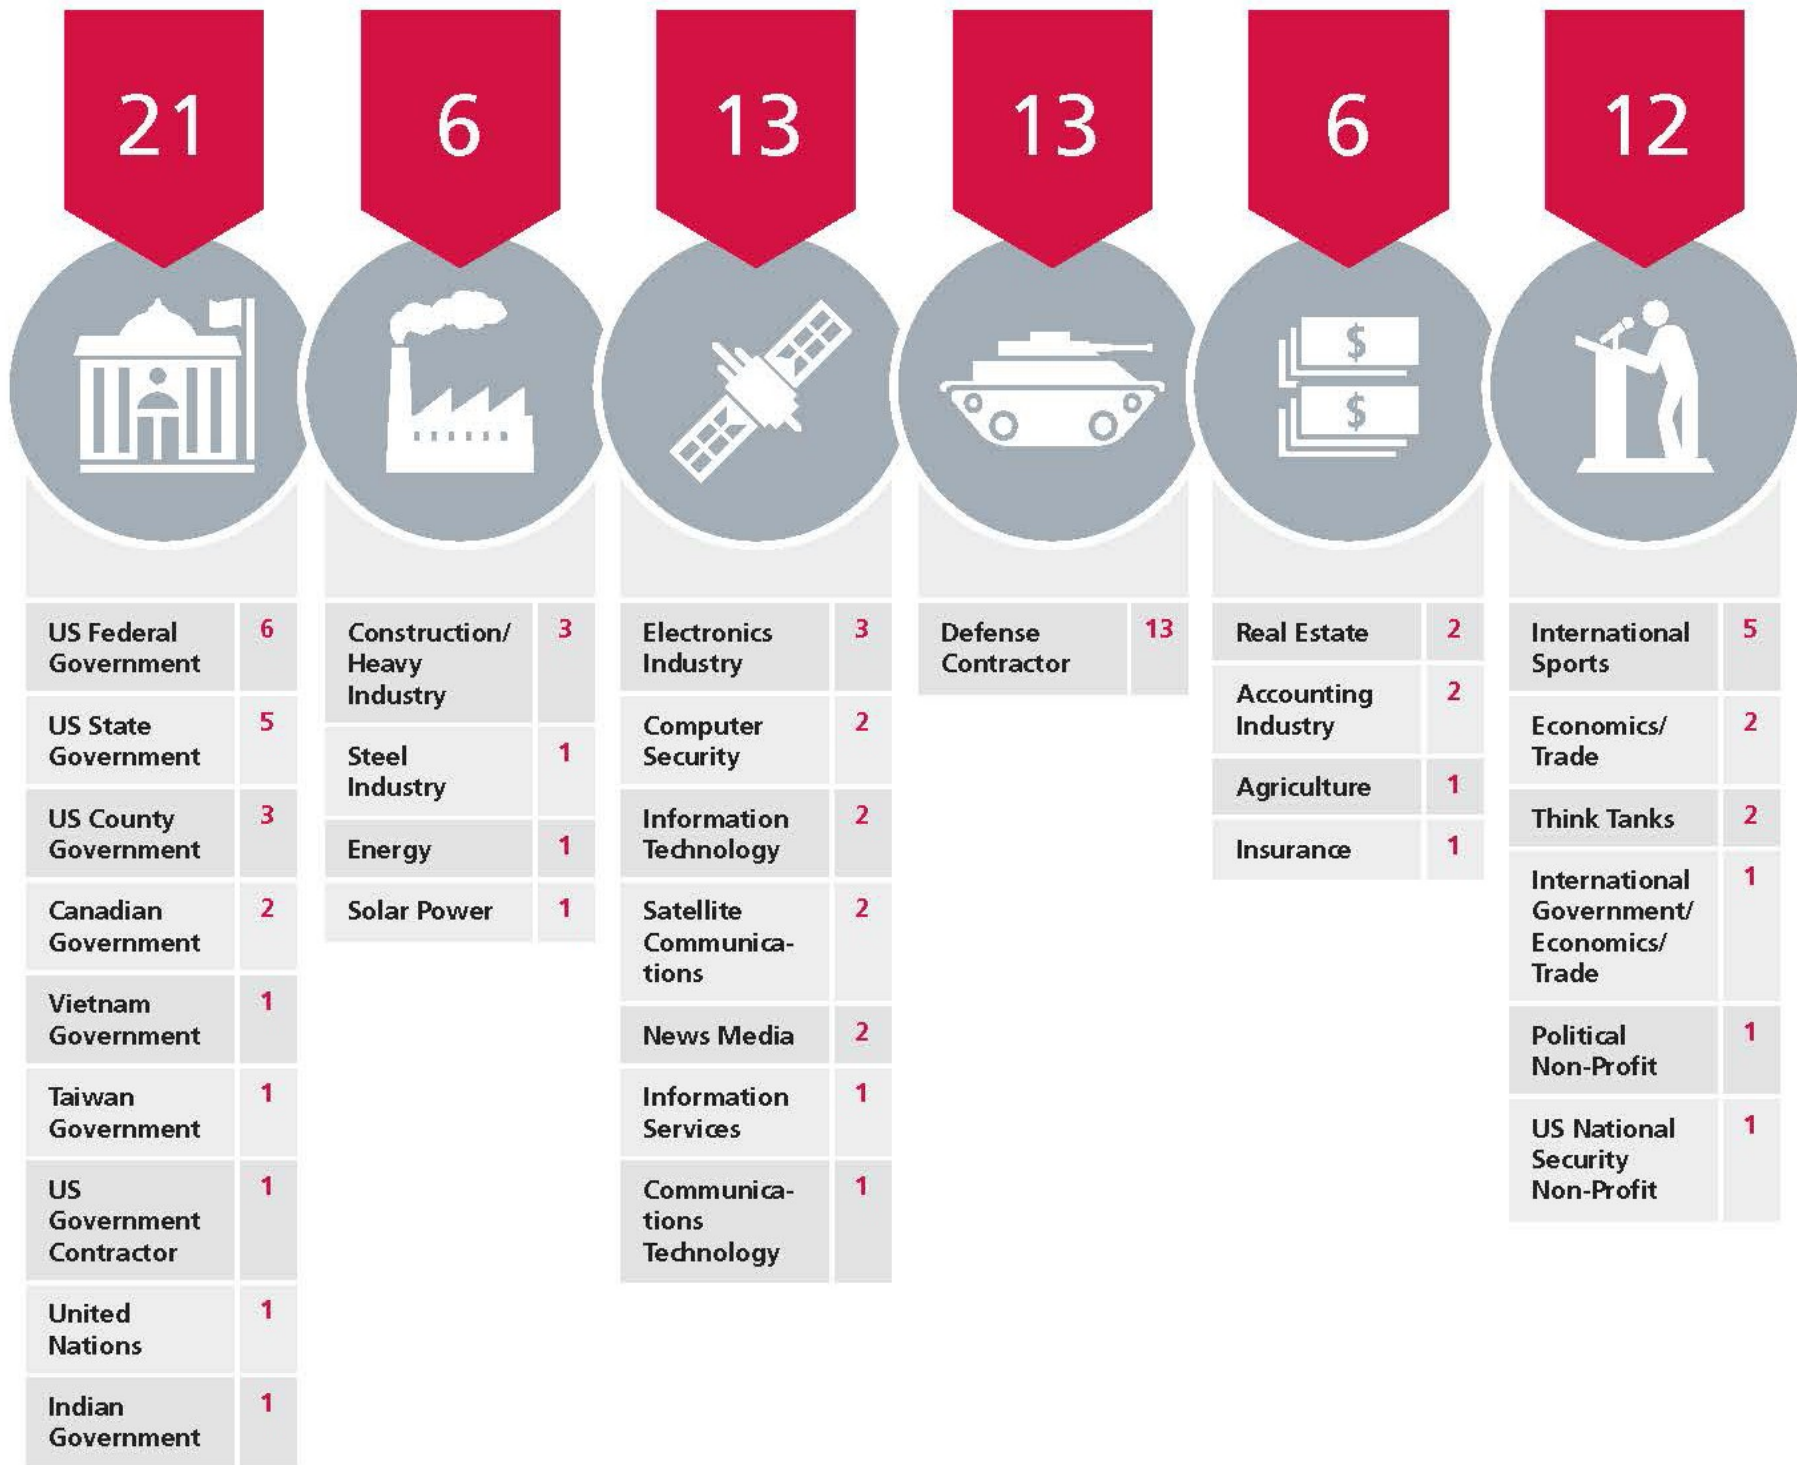 21
6
13
13
6
12
US Federal
Government
6
US State
Government
5
US County
Government
3
Canadian
Government
2
Vietnam
Government
1
Taiwan
Government
1
US
Government
Contractor
1
United
Nations
1
Indian
Government
1
Construction/
Heavy
Industry
3
Steel
Industry
1
Energy
1
Solar Power
1
Electronics
Industry
3
Computer
Security
2
Information
Technology
2
Satellite
Communica-
tions
2
News Media
2
Information
Services
1
Communica-
tions
Technology
1
Defense
Contractor
13
$
$
Real Estate
2
Accounting
Industry
2
Agriculture
1
Insurance
1
International
Sports
5
Economics/
Trade
2
Think Tanks
2
International
Government/
Economics/
Trade
1
Political
Non-Profit
1
US National
Security
Non-Profit
1